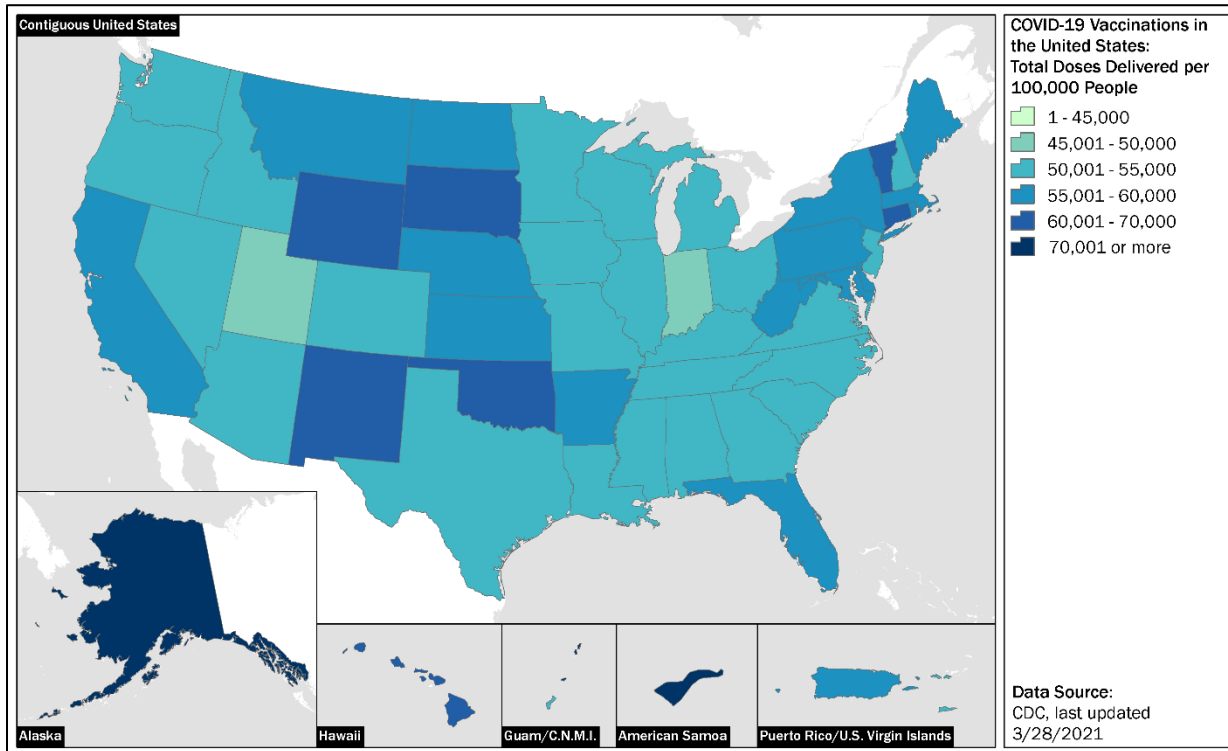 Contiguous United States
COVID-19 Vaccinations in
the United States:
Total Doses Delivered per
100,000 People
1 - 45,000
45,001 - 50,000
50,001 - 55,000
55,001 - 60,000
60,001 - 70,000
70,001 or more
Alaska
Hawaii
Guam/C.N.M.I.
American Samoa
Puerto Rico/U.S. Virgin Islands
Data Source:
CDC, last updated
3/28/2021